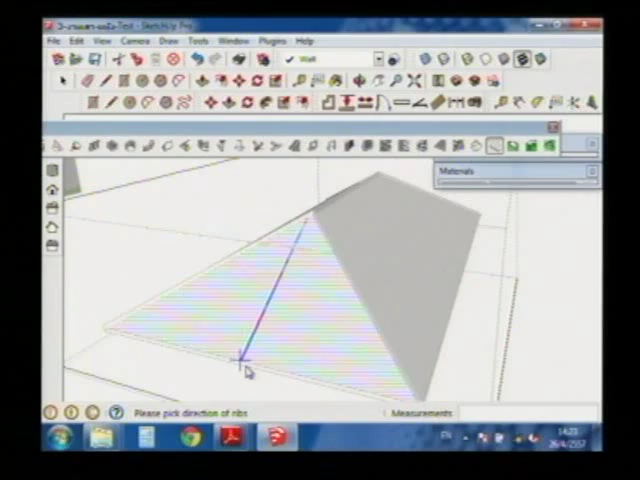 Test - SketchUp Pro
File Edit View Camera Draw Tools Window Plugins Help
Wall
Materials
Please pick direction of ribs
Measurements
EN
14:23
26/4/2557